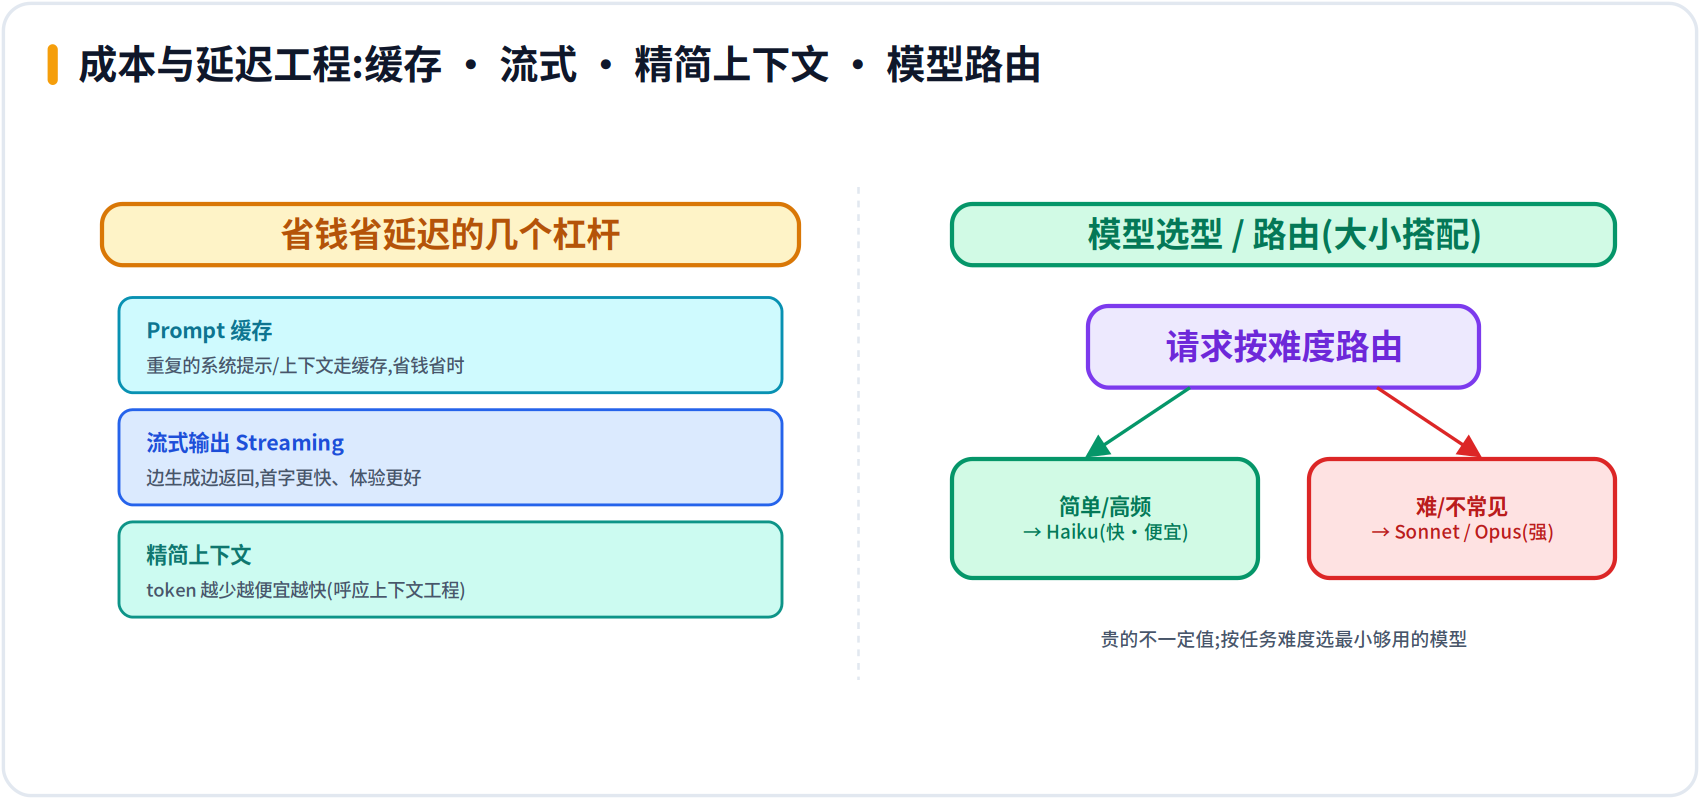 成本与延迟工程:缓存 · 流式 · 精简上下文 · 模型路由
省钱省延迟的几个杠杆
Prompt 缓存
重复的系统提示/上下文走缓存,省钱省时
流式输出 Streaming
边生成边返回,首字更快、体验更好
精简上下文
token 越少越便宜越快(呼应上下文工程)
模型选型 / 路由(大小搭配)
请求按难度路由
简单/高频
→ Haiku(快·便宜)
难/不常见
→ Sonnet / Opus(强)
贵的不一定值;按任务难度选最小够用的模型